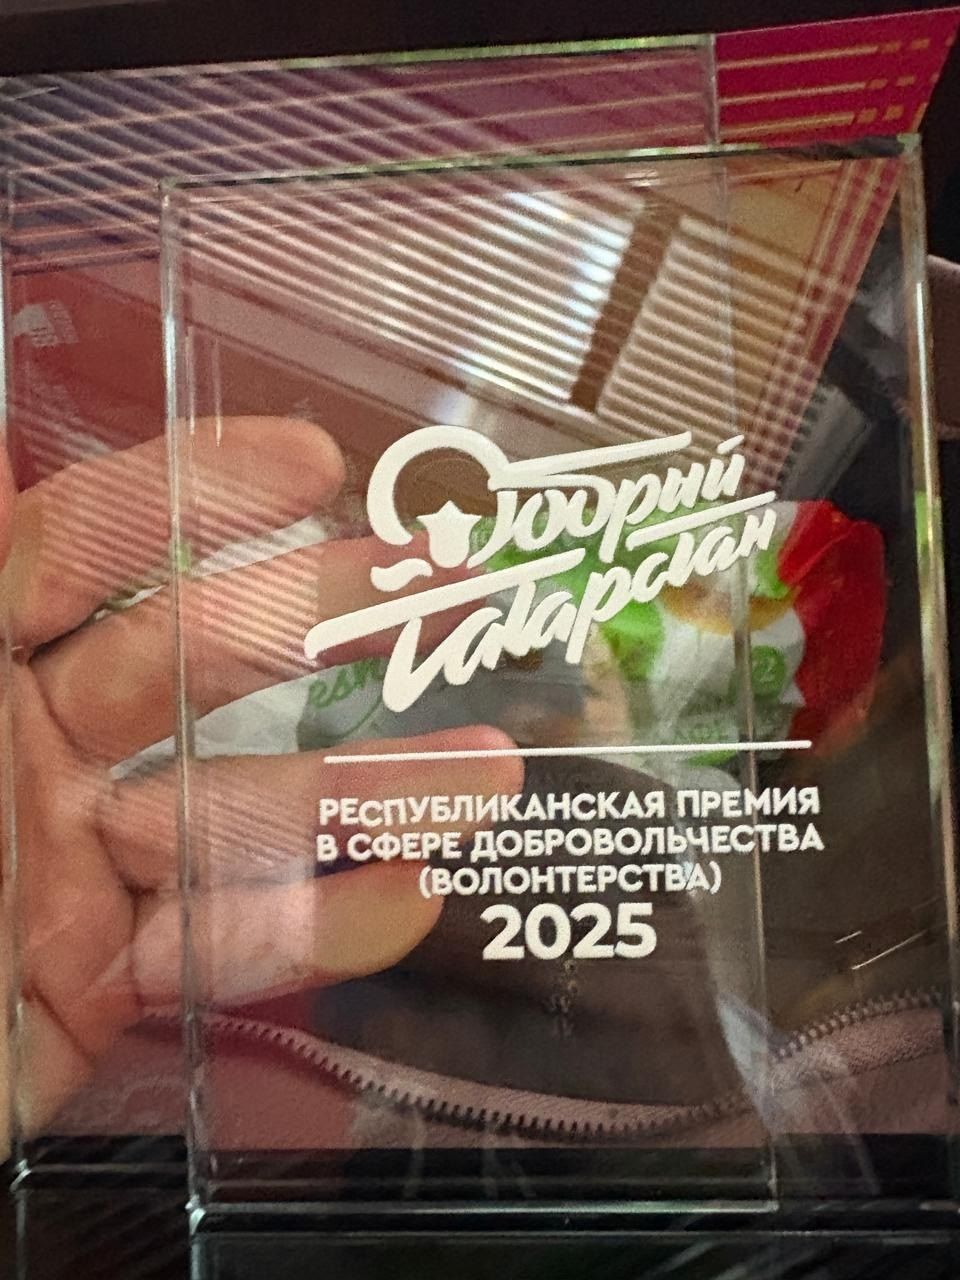 Добрый
Татарстан
РЕСПУБЛИКАНСКАЯ ПРЕМИЯ
В СФЕРЕ ДОБРОВОЛЬЧЕСТВА
(ВОЛОНТЕРСТВА)
2025